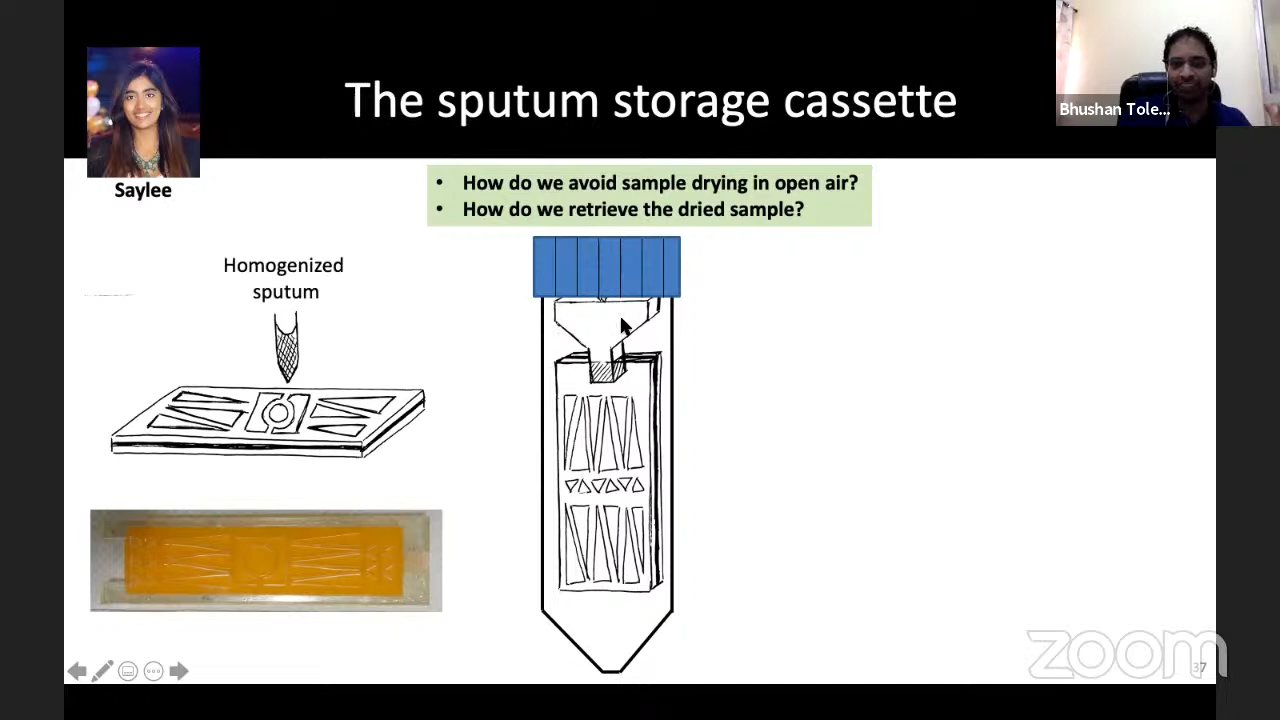 The sputum storage cassette
Bhushan Tole...
Saylee
• How do we avoid sample drying in open air?
• How do we retrieve the dried sample?
Homogenized
sputum
zoom
37